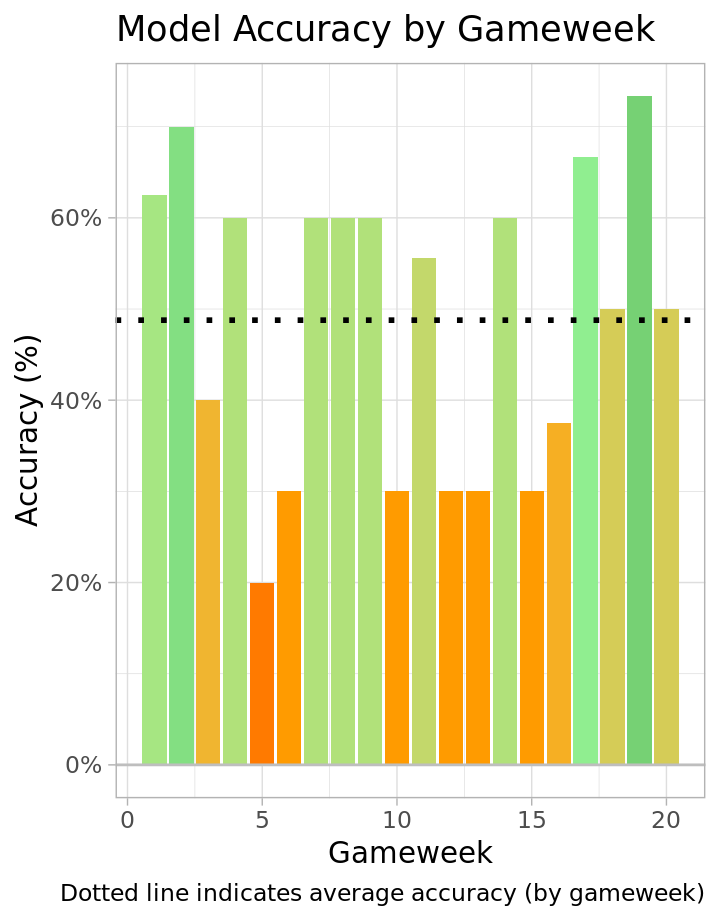 Model Accuracy by Gameweek
Accuracy (%)
60%
40%
20%
0%
0 5 10 15 20
Gameweek
Dotted line indicates average accuracy (by gameweek)